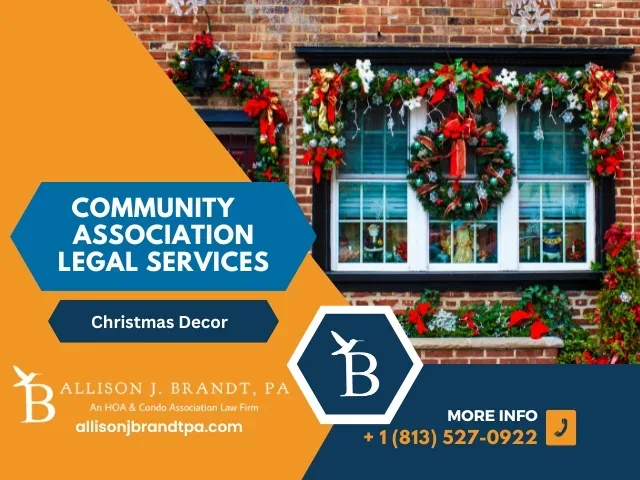 COMMUNITY
ASSOCIATION
LEGAL SERVICES
Christmas Decor
B
ALLISON J. BRANDT, PA
An HOA & Condo Association Law Firm
allisonjbrandtpa.com
B
MORE INFO
+ 1 (813) 527-0922